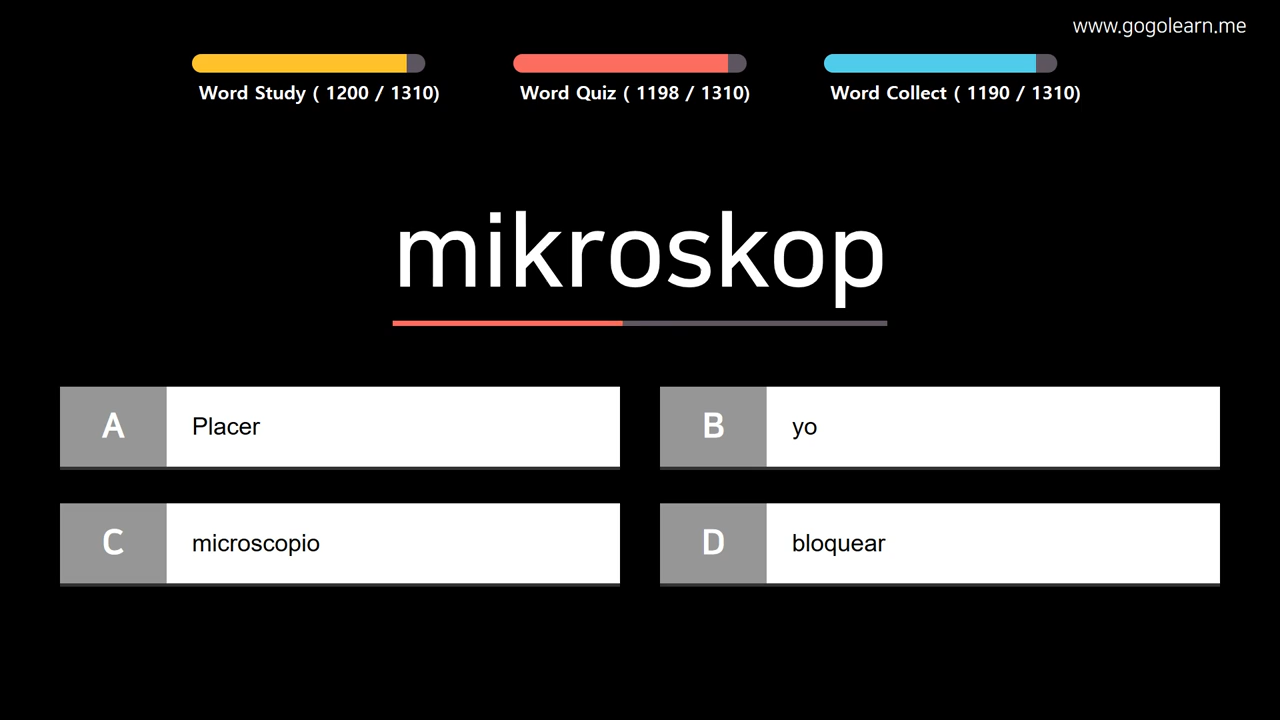 www.gogolearn.me
Word Study ( 1200 / 1310)
Word Quiz ( 1198 / 1310)
Word Collect ( 1190 / 1310)
mikroskop
A Placer
B yo
C microscopio
D bloquear